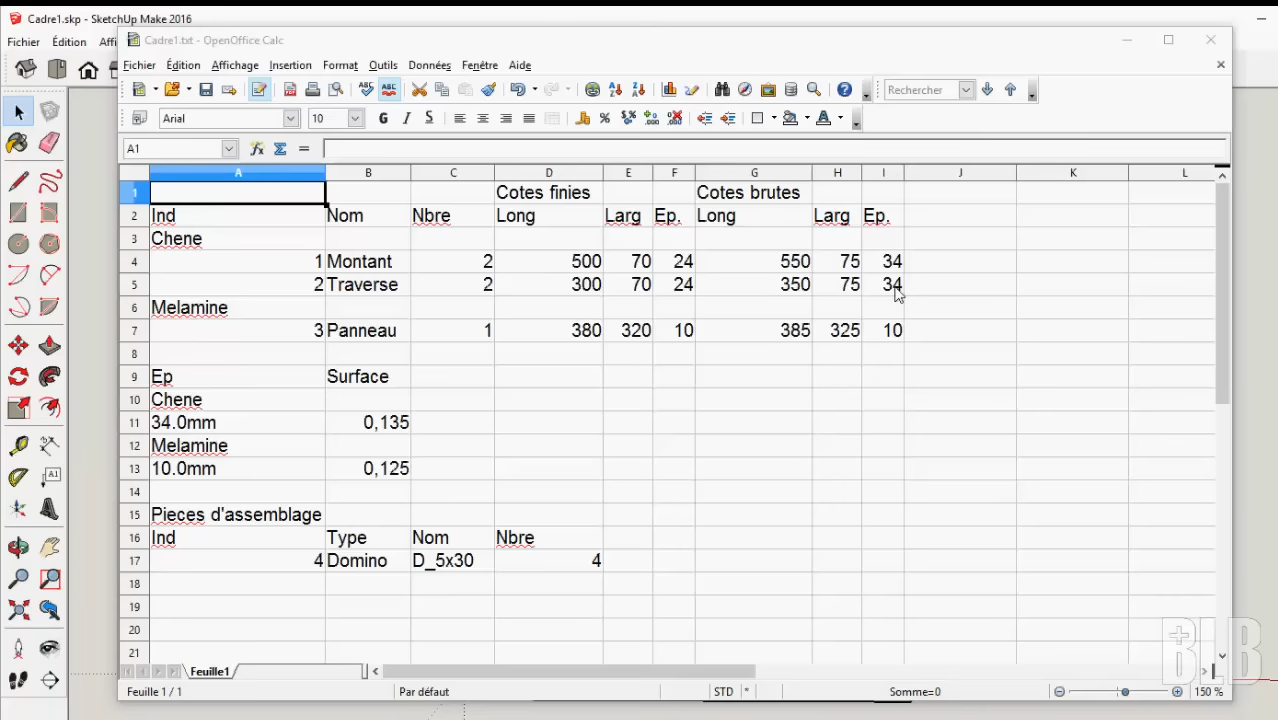 Cadre1.skp - SketchUp Make 2016
Fichier Édition Affi
Cadre1.txt - OpenOffice Calc
Fichier Édition Affichage Insertion Format Outils Données Fenêtre Aide
Rechercher
Arial 10 G I S
A1
A B C D E F G H I J K L
1 Cotes finies Cotes brutes
2 Ind Nom Nbre Long Larg Ep. Long Larg Ep.
3 Chene
4 1 Montant 2 500 70 24 550 75 34
5 2 Traverse 2 300 70 24 350 75 34
6 Melamine
7 3 Panneau 1 380 320 10 385 325 10
8
9 Ep Surface
10 Chene
11 34.0mm 0,135
12 Melamine
13 10.0mm 0,125
14
15 Pieces d'assemblage
16 Ind Type Nom Nbre
17 4 Domino D_5x30 4
18
19
20
21
Feuille1
Feuille 1 / 1 Par défaut STD * Somme=0 150 %
BLB